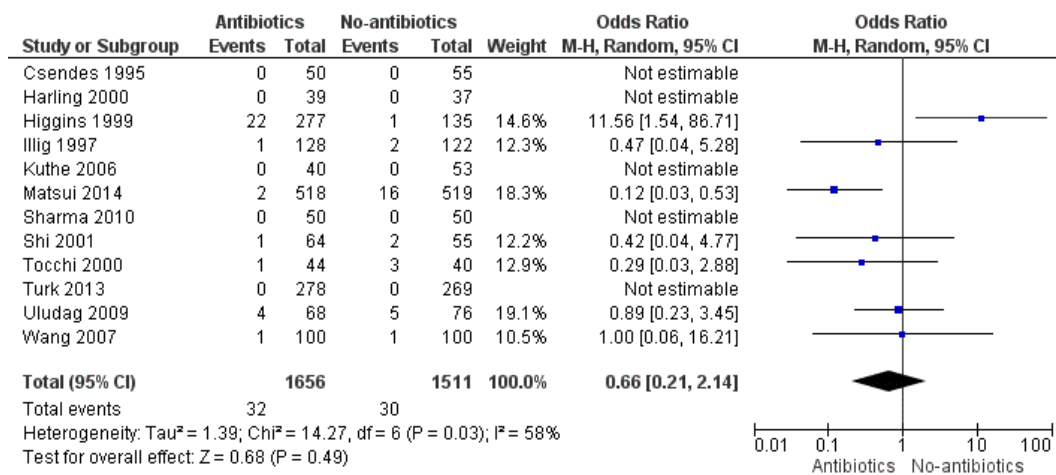 Antibiotics No-antibiotics Odds Ratio Odds Ratio
Study or Subgroup Events Total Events Total Weight M-H, Random, 95% CI M-H, Random, 95% CI
Csendes 1995 0 50 0 55 Not estimable
Harling 2000 0 39 0 37 Not estimable
Higgins 1999 22 277 1 135 14.6% 11.56 [1.54, 86.71]
Illig 1997 1 128 2 122 12.3% 0.47 [0.04, 5.28]
Kuthe 2006 0 40 0 53 Not estimable
Matsui 2014 2 518 16 519 18.3% 0.12 [0.03, 0.53]
Sharma 2010 0 50 0 50 Not estimable
Shi 2001 1 64 2 55 12.2% 0.42 [0.04, 4.77]
Tocchi 2000 1 44 3 40 12.9% 0.29 [0.03, 2.88]
Turk 2013 0 278 0 269 Not estimable
Uludag 2009 4 68 5 76 19.1% 0.89 [0.23, 3.45]
Wang 2007 1 100 1 100 10.5% 1.00 [0.06, 16.21]
Total (95% CI) 1656 1511 100.0% 0.66 [0.21, 2.14]
Total events 32 30
Heterogeneity: Tau² = 1.39; Chi² = 14.27, df = 6 (P = 0.03); I² = 58%
Test for overall effect: Z = 0.68 (P = 0.49)
0.01 0.1 1 10 100
Antibiotics No-antibiotics